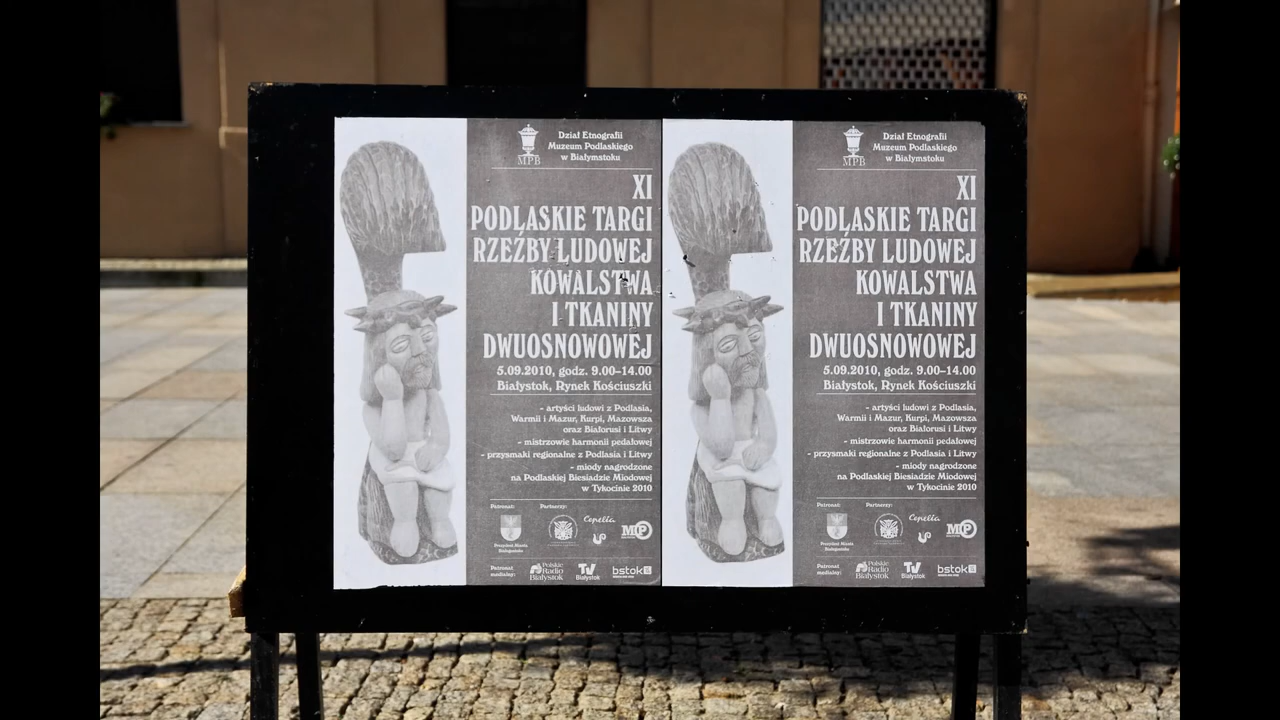 MPB
Dział Etnografii
Muzeum Podlaskiego
w Białymstoku
XI
PODLASKIE TARGI
RZEŹBY LUDOWEJ
KOWALSTWA
I TKANINY
DWUOSNOWOWEJ
5.09.2010, godz. 9.00–14.00
Białystok, Rynek Kościuszki
- artyści ludowi z Podlasia,
Warmii i Mazur, Kurpi, Mazowsza
oraz Białorusi i Litwy
- mistrzowie harmonii pedałowej
- przysmaki regionalne z Podlasia i Litwy
- miody nagrodzone
na Podlaskiej Biesiadzie Miodowej
w Tykocinie 2010
Patronat:
Partnerzy:
Prezydent Miasta
Białegostoku
Cepelia
Patronat
medialny:
Polskie
Radio
Białystok
TV
Białystok
bstok
MPB
Dział Etnografii
Muzeum Podlaskiego
w Białymstoku
XI
PODLASKIE TARGI
RZEŹBY LUDOWEJ
KOWALSTWA
I TKANINY
DWUOSNOWOWEJ
5.09.2010, godz. 9.00–14.00
Białystok, Rynek Kościuszki
- artyści ludowi z Podlasia,
Warmii i Mazur, Kurpi, Mazowsza
oraz Białorusi i Litwy
- mistrzowie harmonii pedałowej
- przysmaki regionalne z Podlasia i Litwy
- miody nagrodzone
na Podlaskiej Biesiadzie Miodowej
w Tykocinie 2010
Patronat:
Partnerzy:
Prezydent Miasta
Białegostoku
Cepelia
Patronat
medialny:
Polskie
Radio
Białystok
TV
Białystok
bstok